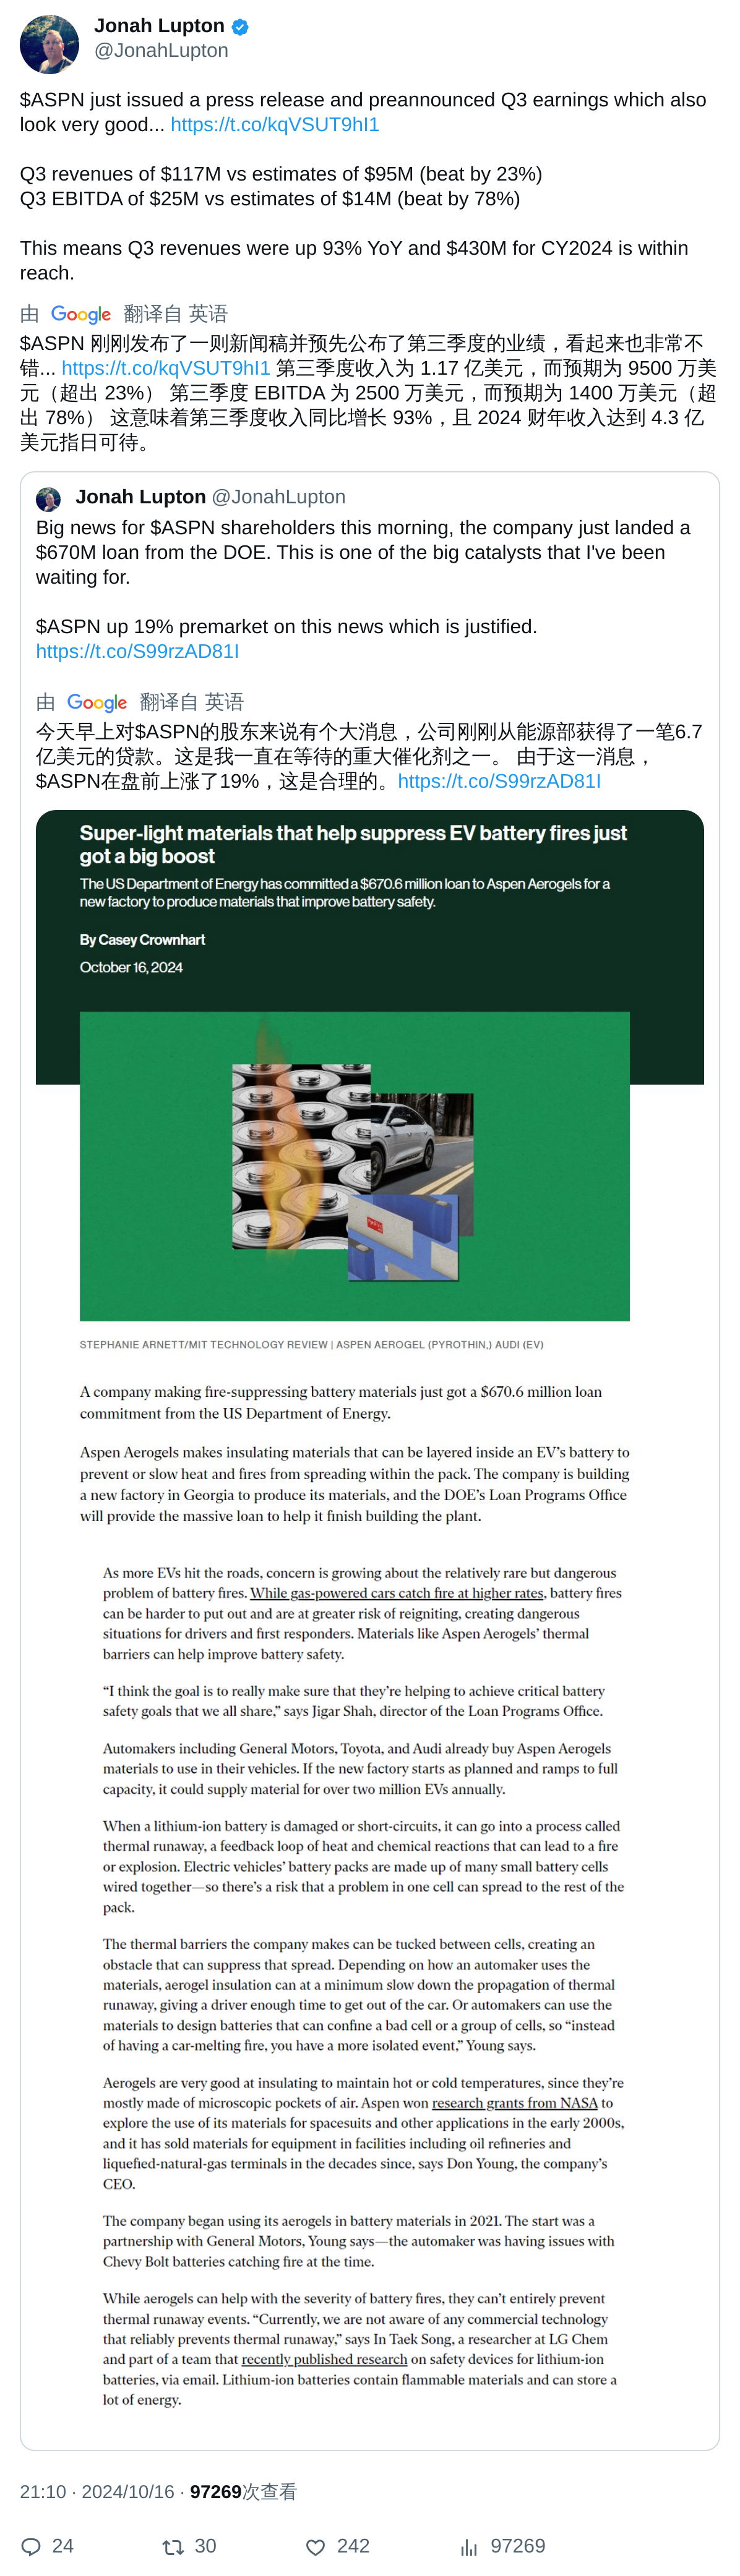 Jonah Lupton
@JonahLupton
$ASPN just issued a press release and preannounced Q3 earnings which also
look very good... https://t.co/kqVSUT9hI1
Q3 revenues of $117M vs estimates of $95M (beat by 23%)
Q3 EBITDA of $25M vs estimates of $14M (beat by 78%)
This means Q3 revenues were up 93% YoY and $430M for CY2024 is within
reach.
由 Google 翻译自 英语
$ASPN 刚刚发布了一则新闻稿并预先公布了第三季度的业绩，看起来也非常不
错... https://t.co/kqVSUT9hI1 第三季度收入为 1.17 亿美元，而预期为 9500 万美
元（超出 23%） 第三季度 EBITDA 为 2500 万美元，而预期为 1400 万美元（超
出 78%） 这意味着第三季度收入同比增长 93%，且 2024 财年收入达到 4.3 亿
美元指日可待。
Jonah Lupton @JonahLupton
Big news for $ASPN shareholders this morning, the company just landed a
$670M loan from the DOE. This is one of the big catalysts that I've been
waiting for.
$ASPN up 19% premarket on this news which is justified.
https://t.co/S99rzAD81I
由 Google 翻译自 英语
今天早上对$ASPN的股东来说有个大消息，公司刚刚从能源部获得了一笔6.7
亿美元的贷款。这是我一直在等待的重大催化剂之一。 由于这一消息，
$ASPN在盘前上涨了19%，这是合理的。https://t.co/S99rzAD81I
Super-light materials that help suppress EV battery fires just
got a big boost
The US Department of Energy has committed a $670.6 million loan to Aspen Aerogels for a
new factory to produce materials that improve battery safety.
By Casey Crownhart
October 16, 2024
STEPHANIE ARNETT/MIT TECHNOLOGY REVIEW | ASPEN AEROGEL (PYROTHIN,) AUDI (EV)
A company making fire-suppressing battery materials just got a $670.6 million loan
commitment from the US Department of Energy.
Aspen Aerogels makes insulating materials that can be layered inside an EV’s battery to
prevent or slow heat and fires from spreading within the pack. The company is building
a new factory in Georgia to produce its materials, and the DOE’s Loan Programs Office
will provide the massive loan to help it finish building the plant.
As more EVs hit the roads, concern is growing about the relatively rare but dangerous
problem of battery fires. While gas-powered cars catch fire at higher rates, battery fires
can be harder to put out and are at greater risk of reigniting, creating dangerous
situations for drivers and first responders. Materials like Aspen Aerogels’ thermal
barriers can help improve battery safety.
“I think the goal is to really make sure that they’re helping to achieve critical battery
safety goals that we all share,” says Jigar Shah, director of the Loan Programs Office.
Automakers including General Motors, Toyota, and Audi already buy Aspen Aerogels
materials to use in their vehicles. If the new factory starts as planned and ramps to full
capacity, it could supply material for over two million EVs annually.
When a lithium-ion battery is damaged or short-circuits, it can go into a process called
thermal runaway, a feedback loop of heat and chemical reactions that can lead to a fire
or explosion. Electric vehicles’ battery packs are made up of many small battery cells
wired together—so there’s a risk that a problem in one cell can spread to the rest of the
pack.
The thermal barriers the company makes can be tucked between cells, creating an
obstacle that can suppress that spread. Depending on how an automaker uses the
materials, aerogel insulation can at a minimum slow down the propagation of thermal
runaway, giving a driver enough time to get out of the car. Or automakers can use the
materials to design batteries that can confine a bad cell or a group of cells, so “instead
of having a car-melting fire, you have a more isolated event,” Young says.
Aerogels are very good at insulating to maintain hot or cold temperatures, since they’re
mostly made of microscopic pockets of air. Aspen won research grants from NASA to
explore the use of its materials for spacesuits and other applications in the early 2000s,
and it has sold materials for equipment in facilities including oil refineries and
liquefied-natural-gas terminals in the decades since, says Don Young, the company’s
CEO.
The company began using its aerogels in battery materials in 2021. The start was a
partnership with General Motors, Young says—the automaker was having issues with
Chevy Bolt batteries catching fire at the time.
While aerogels can help with the severity of battery fires, they can’t entirely prevent
thermal runaway events. “Currently, we are not aware of any commercial technology
that reliably prevents thermal runaway,” says In Taek Song, a researcher at LG Chem
and part of a team that recently published research on safety devices for lithium-ion
batteries, via email. Lithium-ion batteries contain flammable materials and can store a
lot of energy.
21:10 · 2024/10/16 · 97269次查看
24 30 242 97269